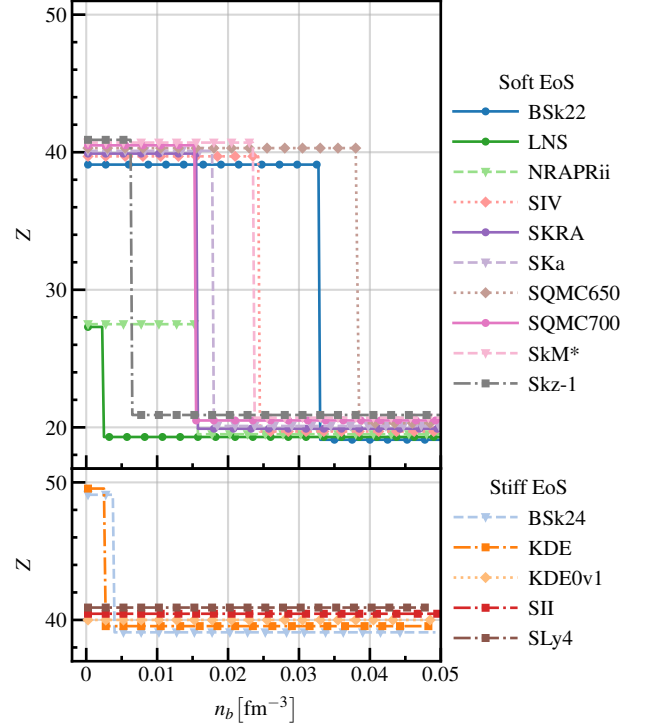 50
40
30
20
Z
Soft EoS
BSk22
LNS
NRAPRii
SIV
SKRA
SKa
SQMC650
SQMC700
SkM*
Skz-1
50
40
Z
0
0.01
0.02
0.03
0.04
0.05
n_b [fm⁻³]
Stiff EoS
BSk24
KDE
KDE0v1
SII
SLy4